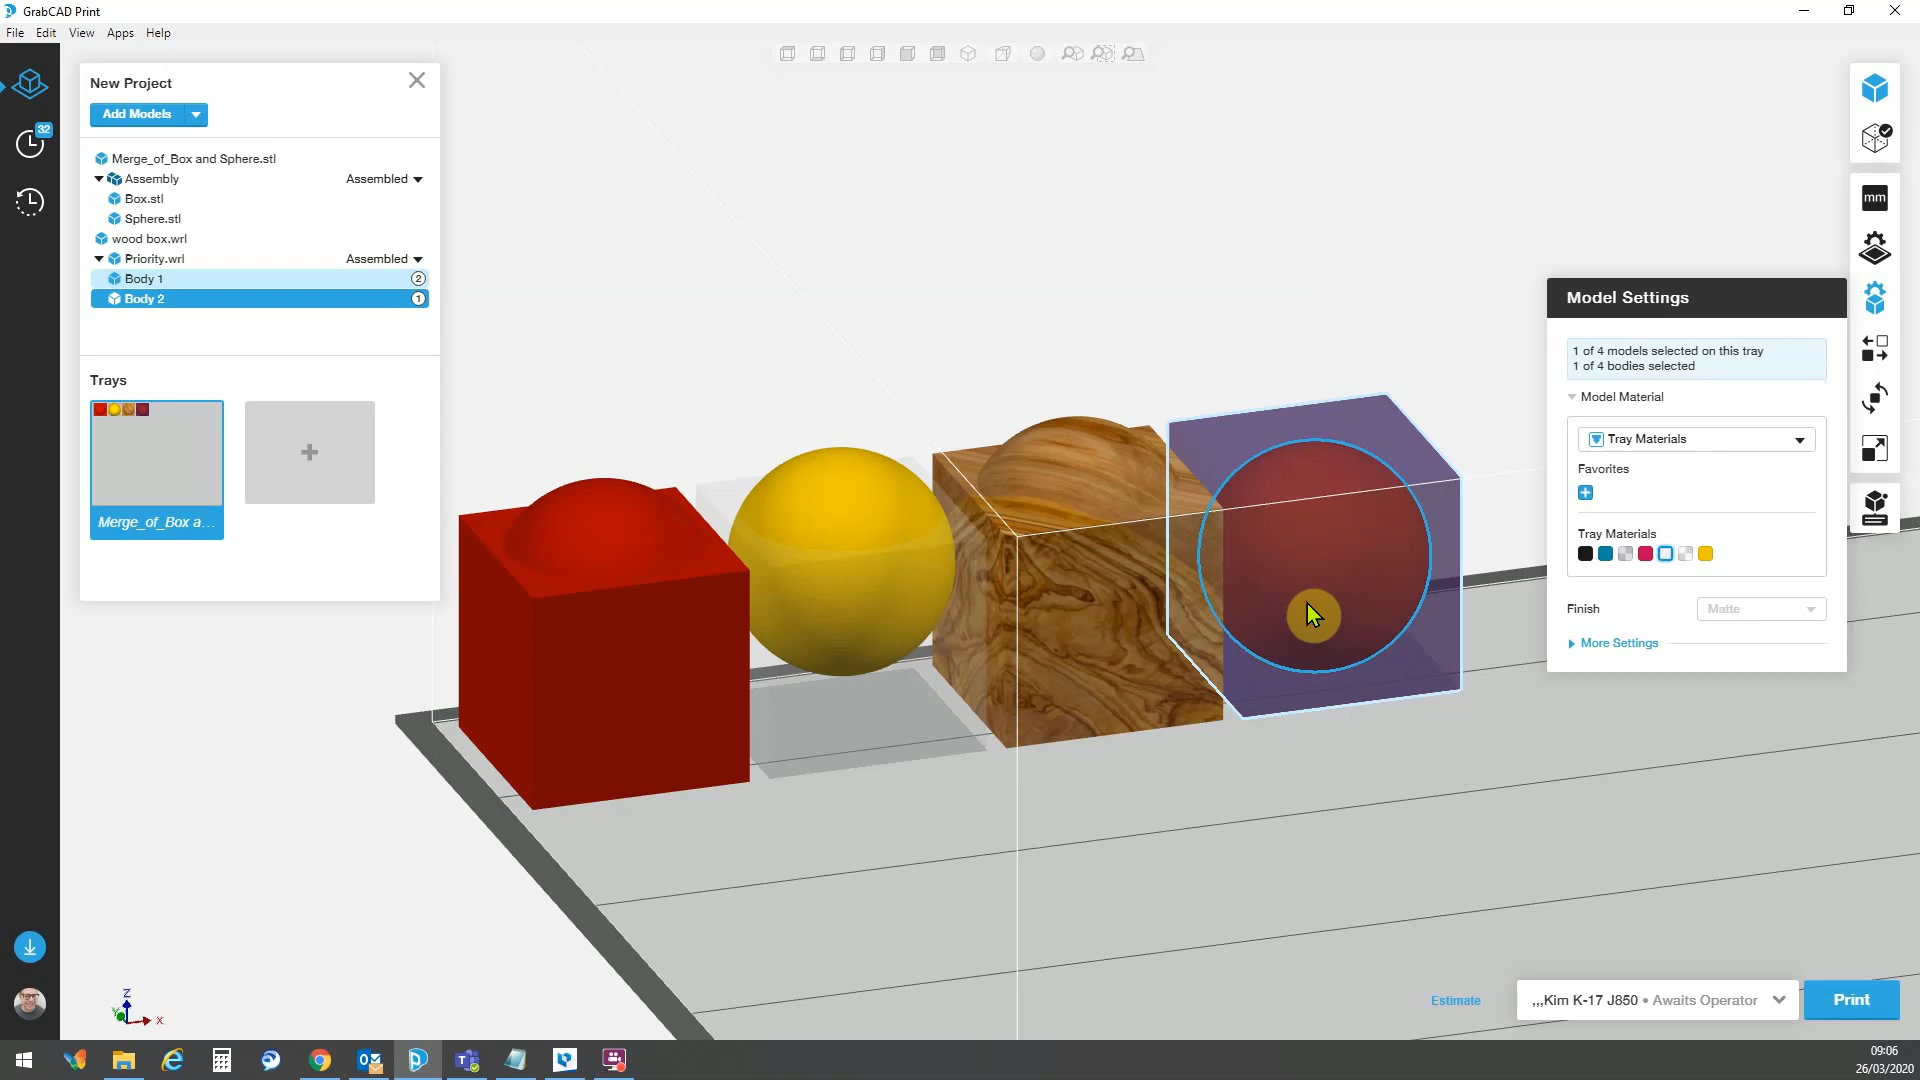 GrabCAD Print
File Edit View Apps Help
32
New Project
Add Models
Merge_of_Box and Sphere.stl
Assembly Assembled
Box.stl
Sphere.stl
wood box.wrl
Priority.wrl Assembled
Body 1 2
Body 2 1
Trays
Merge_of_Box a...
mm
Model Settings
1 of 4 models selected on this tray
1 of 4 bodies selected
Model Material
Tray Materials
Favorites
Tray Materials
Finish Matte
More Settings
Z
Y
X
Estimate ,,,Kim K-17 J850 • Awaits Operator Print
09:06
26/03/2020